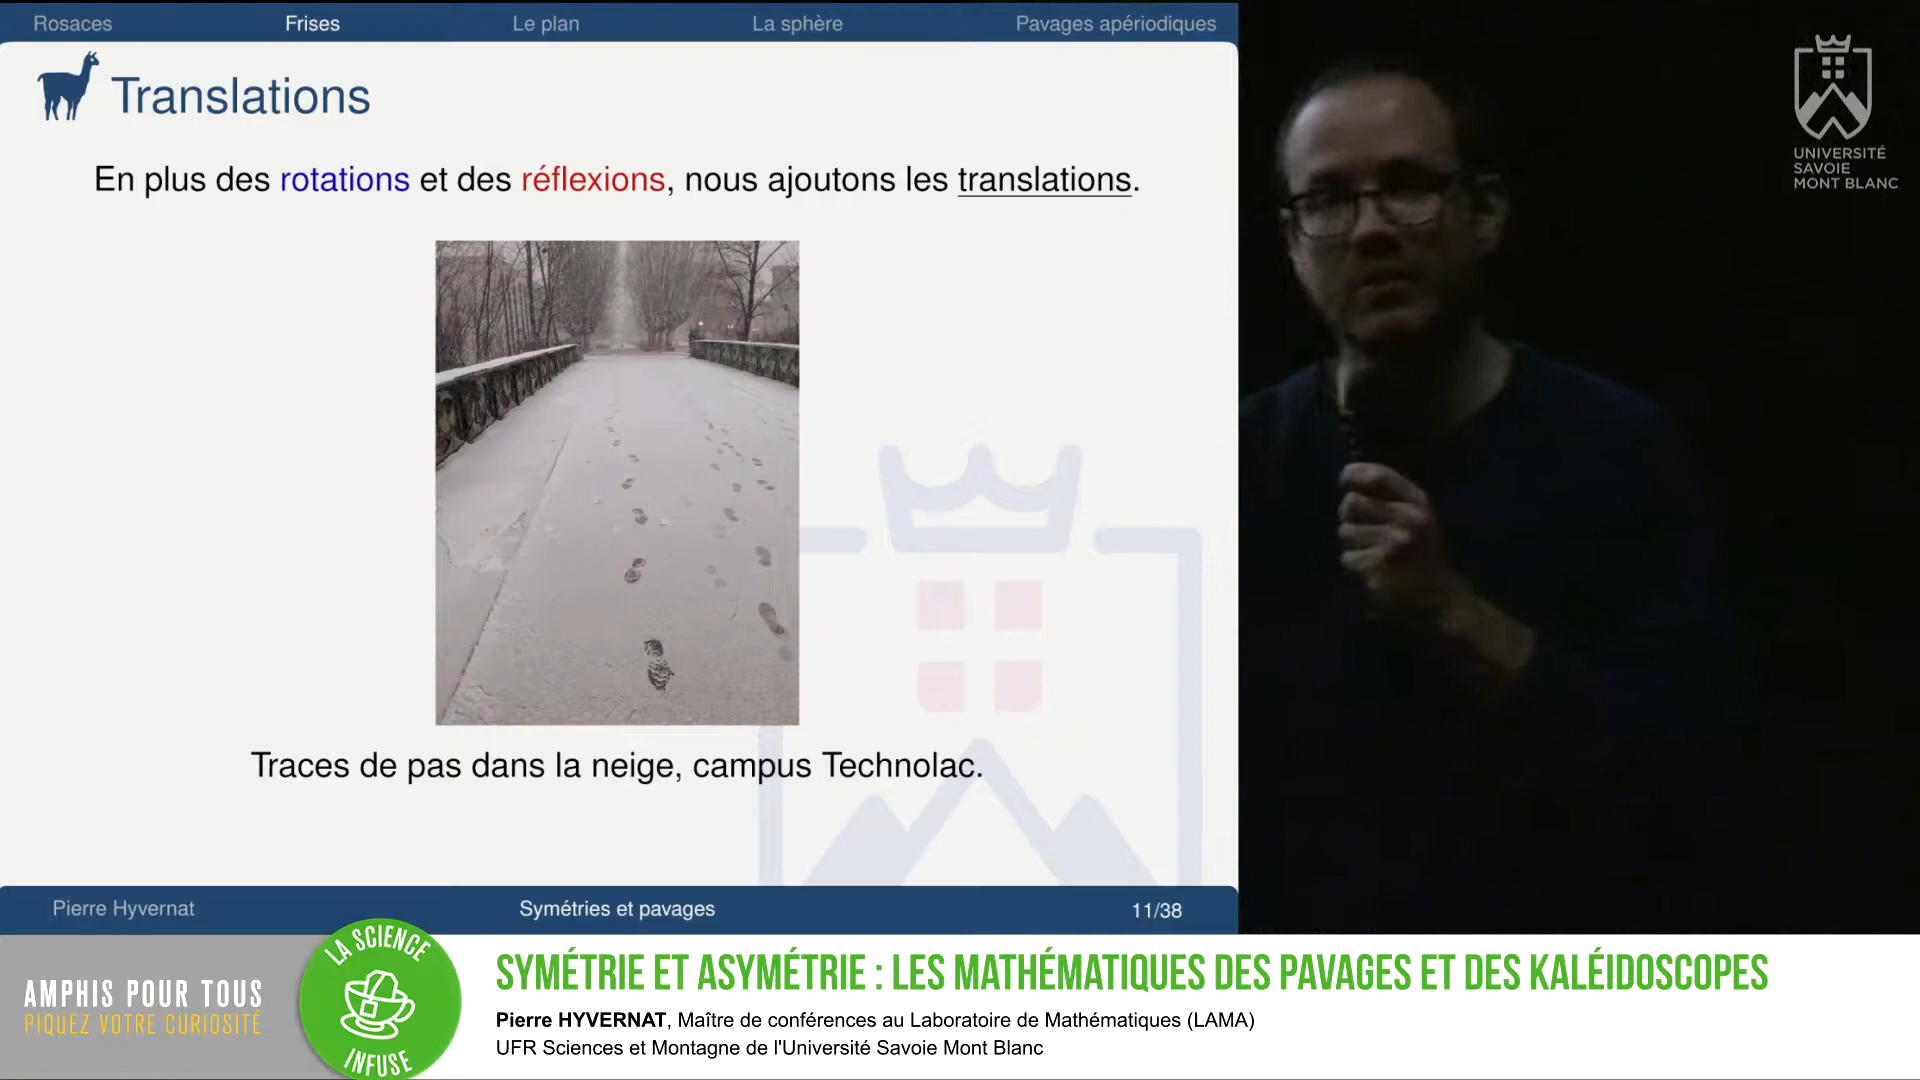 Rosaces Frises Le plan La sphère Pavages apériodiques
Translations
En plus des rotations et des réflexions, nous ajoutons les translations.
Traces de pas dans la neige, campus Technolac.
Pierre Hyvernat Symétries et pavages 11/38
UNIVERSITÉ
SAVOIE
MONT BLANC
AMPHIS POUR TOUS
PIQUEZ VOTRE CURIOSITÉ
LA SCIENCE
INFUSE
SYMÉTRIE ET ASYMÉTRIE : LES MATHÉMATIQUES DES PAVAGES ET DES KALÉIDOSCOPES
Pierre HYVERNAT, Maître de conférences au Laboratoire de Mathématiques (LAMA)
UFR Sciences et Montagne de l'Université Savoie Mont Blanc